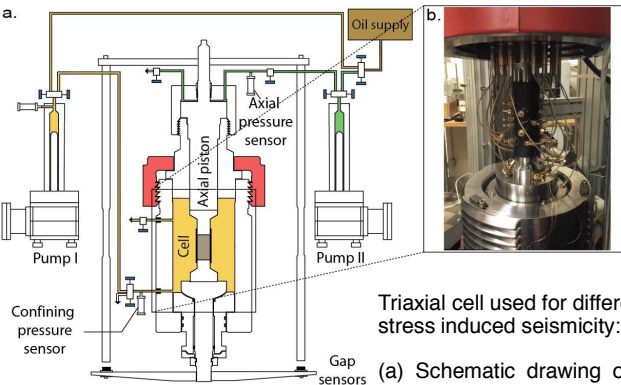 a.
Oil supply
b.
Axial
pressure
sensor
Axial piston
Cell
Pump I
Pump II
Confining
pressure
sensor
Gap
sensors
Triaxial cell used for
stress induced seismicity:
(a) Schematic drawing